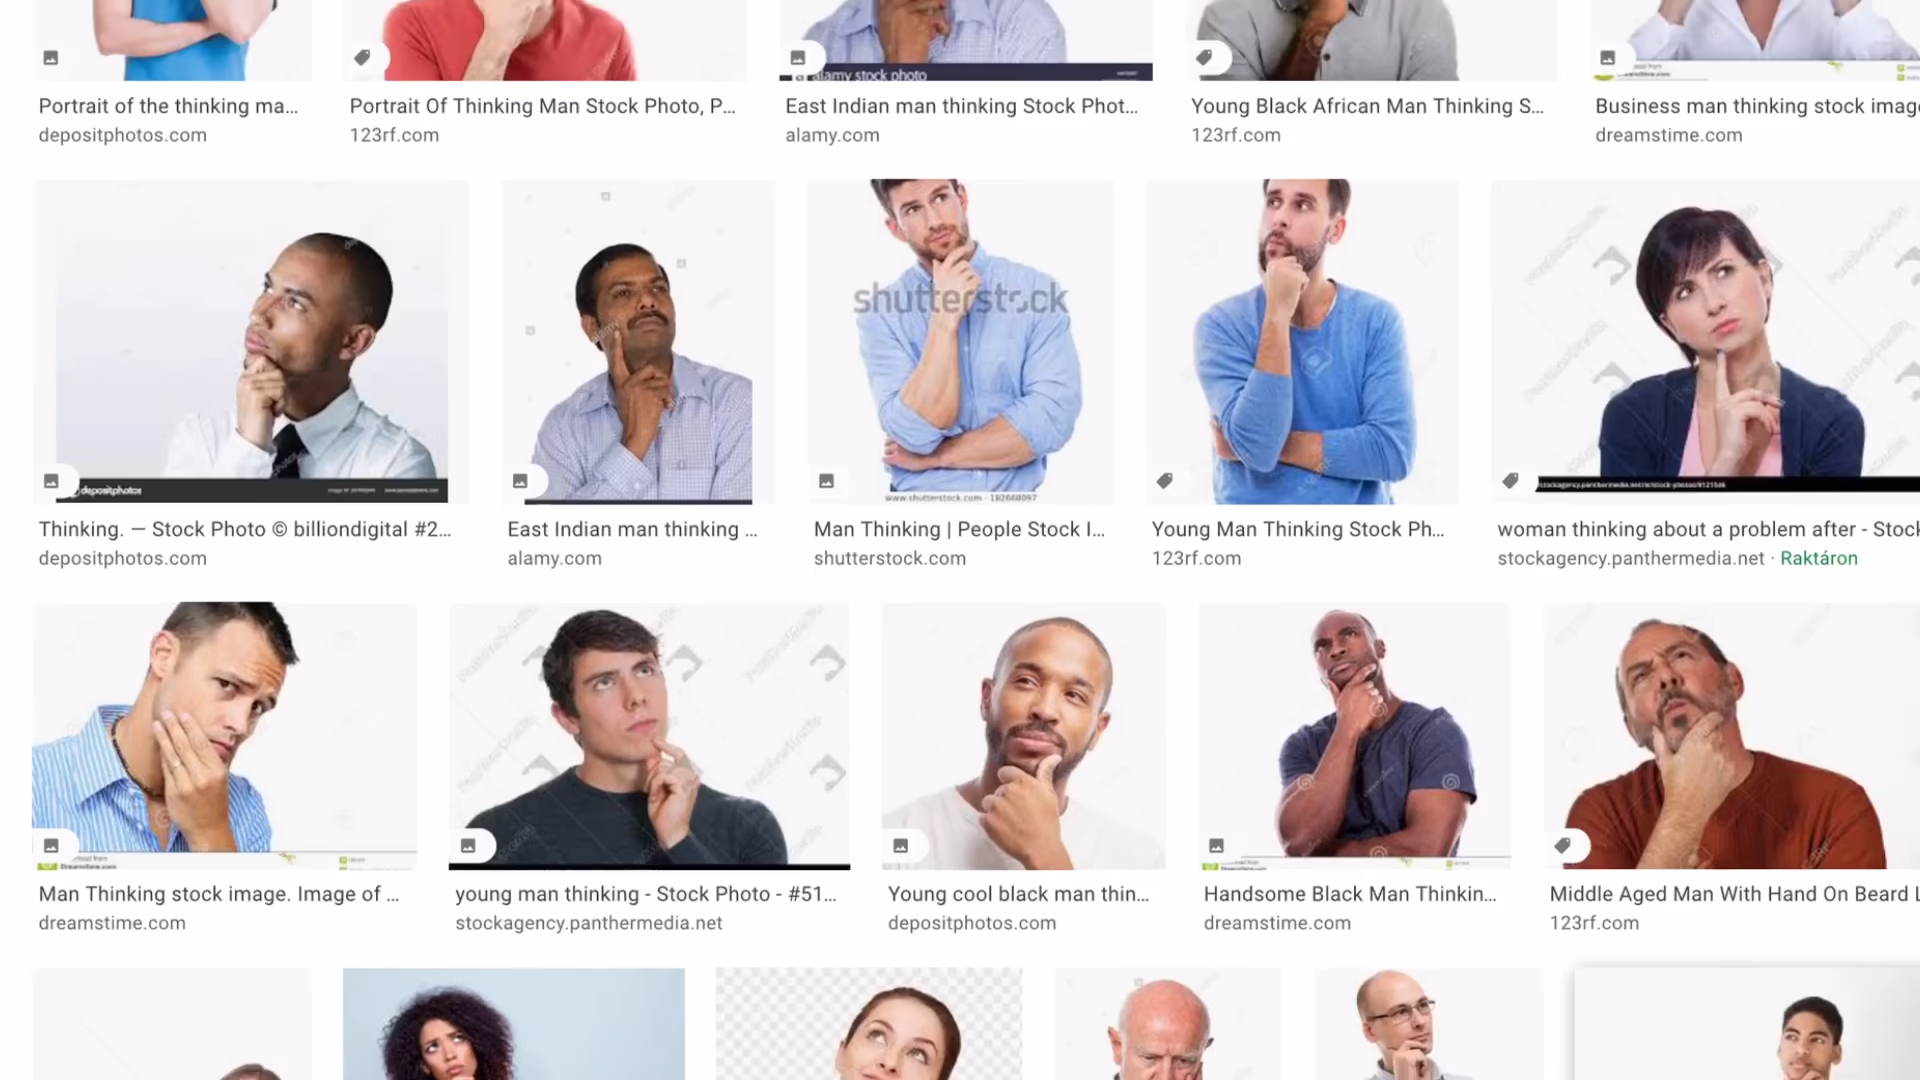 alamy stock photo
Portrait of the thinking ma...
depositphotos.com
Portrait Of Thinking Man Stock Photo, P...
123rf.com
East Indian man thinking Stock Phot...
alamy.com
Young Black African Man Thinking S...
123rf.com
Business man thinking stock imag
dreamstime.com
depositphotos
shutterstock
www.shutterstock.com · 182668097
Thinking. — Stock Photo © billiondigital #2...
depositphotos.com
East Indian man thinking ...
alamy.com
Man Thinking | People Stock I...
shutterstock.com
Young Man Thinking Stock Ph...
123rf.com
woman thinking about a problem after - Stock
stockagency.panthermedia.net · Raktáron
Man Thinking stock image. Image of ...
dreamstime.com
young man thinking - Stock Photo - #51...
stockagency.panthermedia.net
Young cool black man thin...
depositphotos.com
Handsome Black Man Thinkin...
dreamstime.com
Middle Aged Man With Hand On Beard L
123rf.com